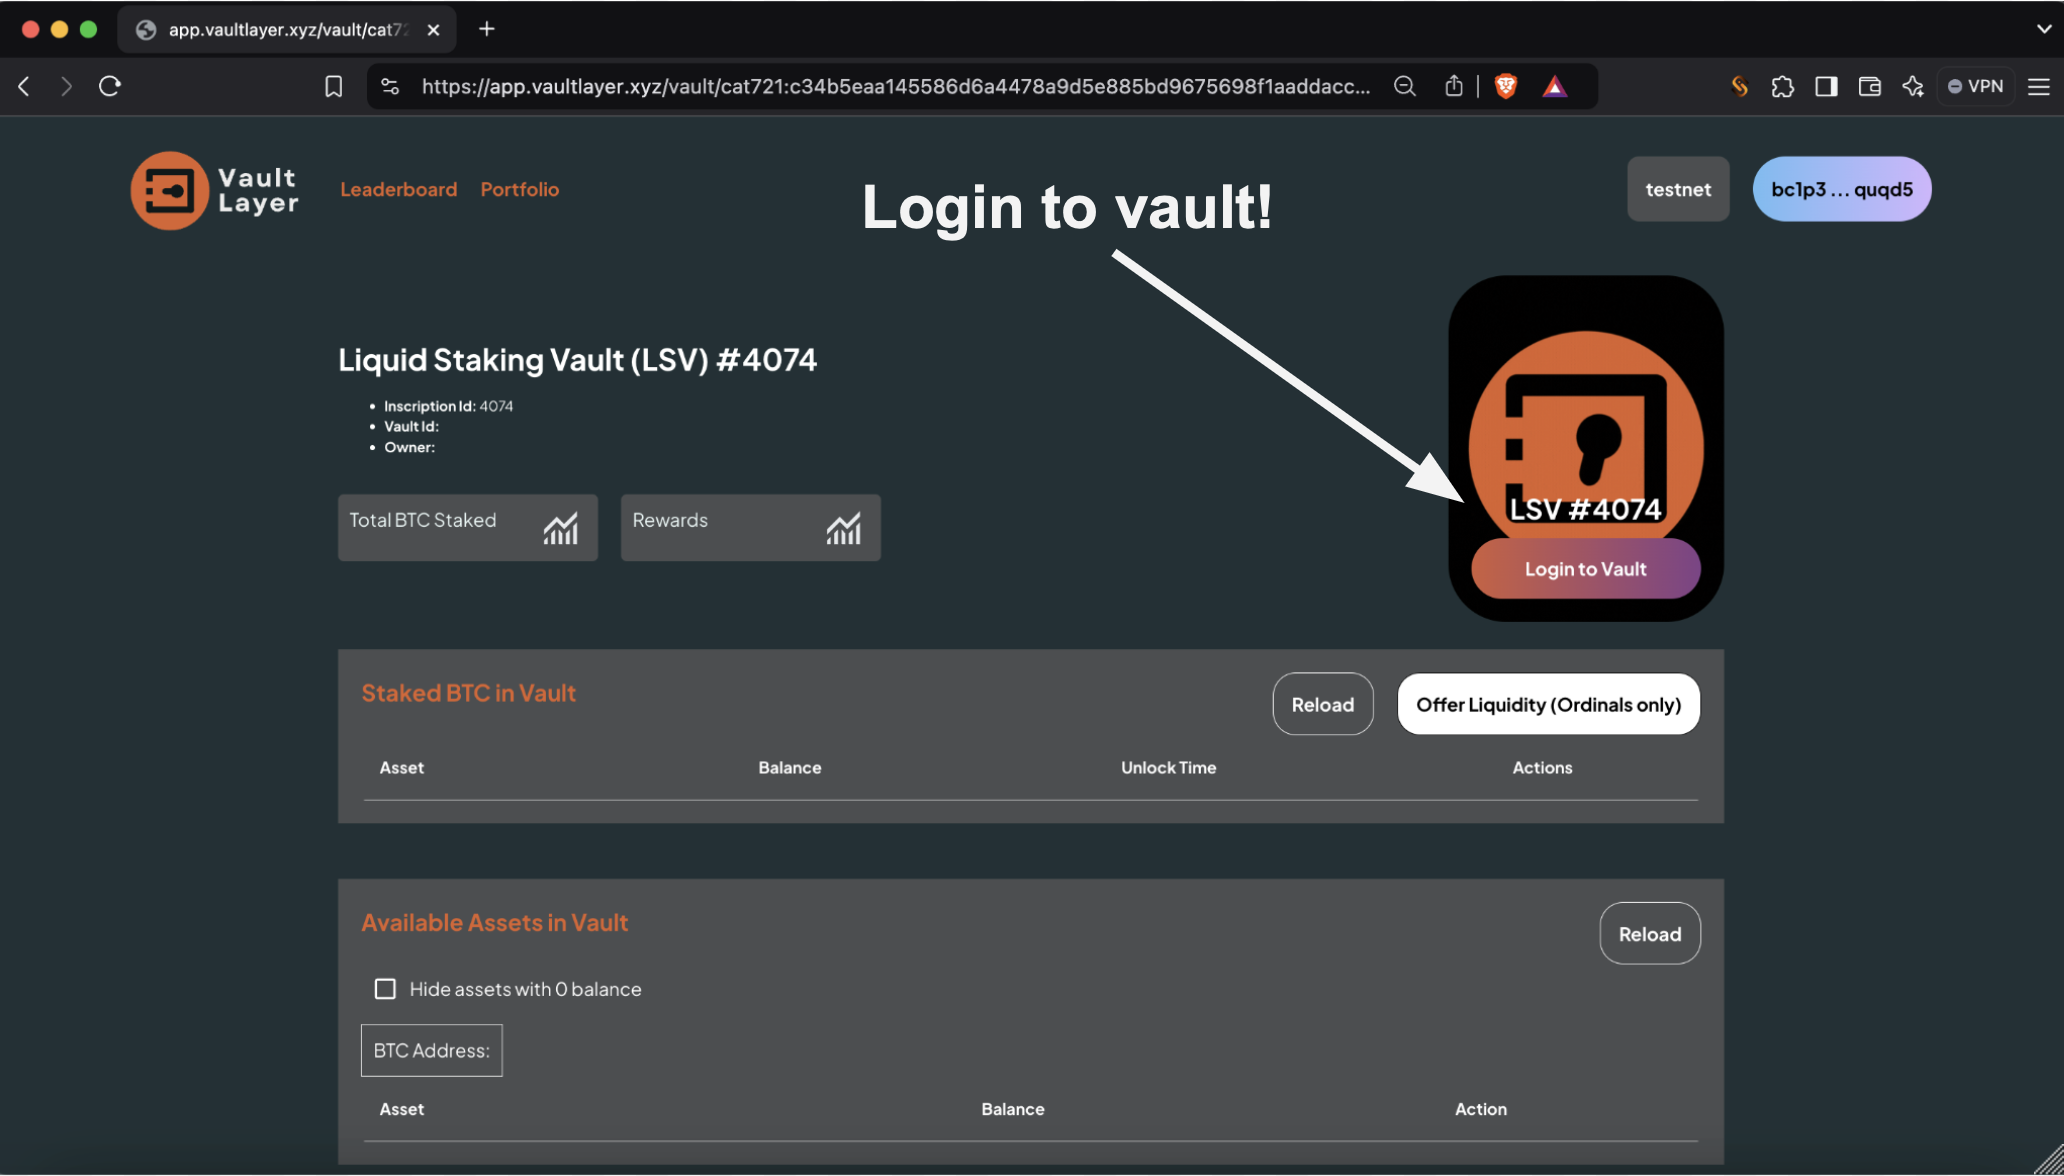 app.vaultlayer.xyz/vault/cat72
https://app.vaultlayer.xyz/vault/cat721:c34b5eaa145586d6a4478a9d5e885bd9675698f1aaddacc...
VPN
Vault
Layer
Leaderboard
Portfolio
Login to vault!
testnet
bc1p3 ... quqd5
Liquid Staking Vault (LSV) #4074
• Inscription Id: 4074
• Vault Id:
• Owner:
Total BTC Staked
Rewards
LSV #4074
Login to Vault
Staked BTC in Vault
Reload
Offer Liquidity (Ordinals only)
Asset Balance Unlock Time Actions
Available Assets in Vault
Reload
Hide assets with 0 balance
BTC Address:
Asset Balance Action